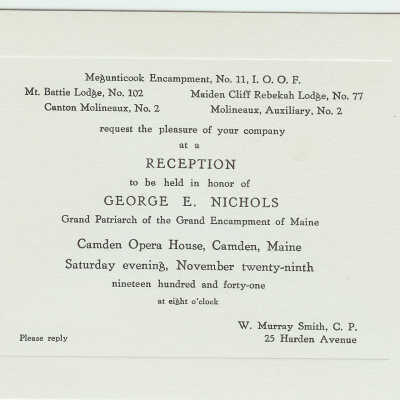 Megunticook Encampment, No. 11, I. O. O. F.
Mt. Battie Lodge, No. 102 Maiden Cliff Rebekah Lodge, No. 77
Canton Molineaux, No. 2 Molineaux, Auxiliary, No. 2
request the pleasure of your company
at a
RECEPTION
to be held in honor of
GEORGE E. NICHOLS
Grand Patriarch of the Grand Encampment of Maine
Camden Opera House, Camden, Maine
Saturday evening, November twenty-ninth
nineteen hundred and forty-one
at eight o'clock
W. Murray Smith, C. P.
Please reply 25 Harden Avenue